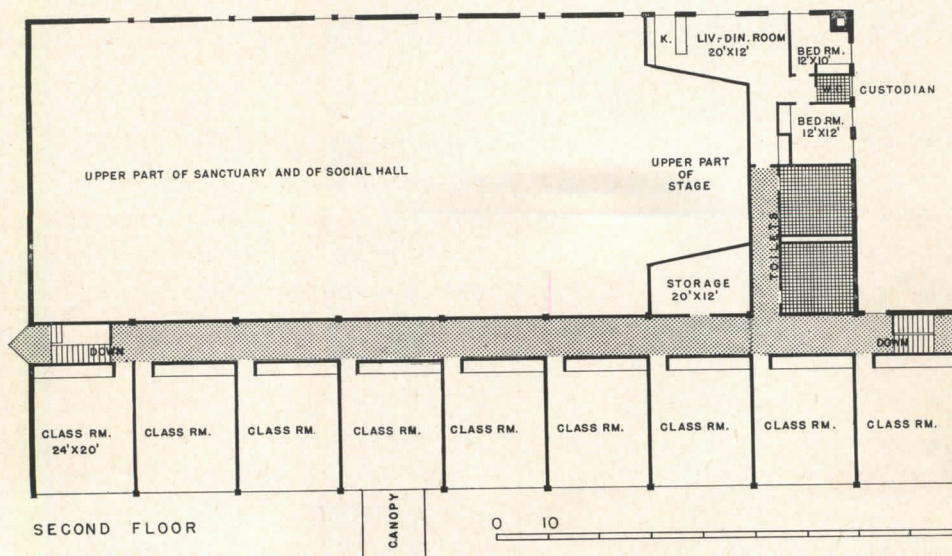 K.
LIV.-DIN. ROOM
20'X12'
BED RM.
12'X10'
W.C.
CUSTODIAN
BED.RM.
12'X12'
UPPER PART OF SANCTUARY AND OF SOCIAL HALL
UPPER PART
OF
STAGE
TOILETS
STORAGE
20'X12'
DOWN
DOWN
CLASS RM.
24'X20'
CLASS RM.
CLASS RM.
CLASS RM.
CLASS RM.
CLASS RM.
CLASS RM.
CLASS RM.
CLASS RM.
SECOND FLOOR
CANOPY
0 10